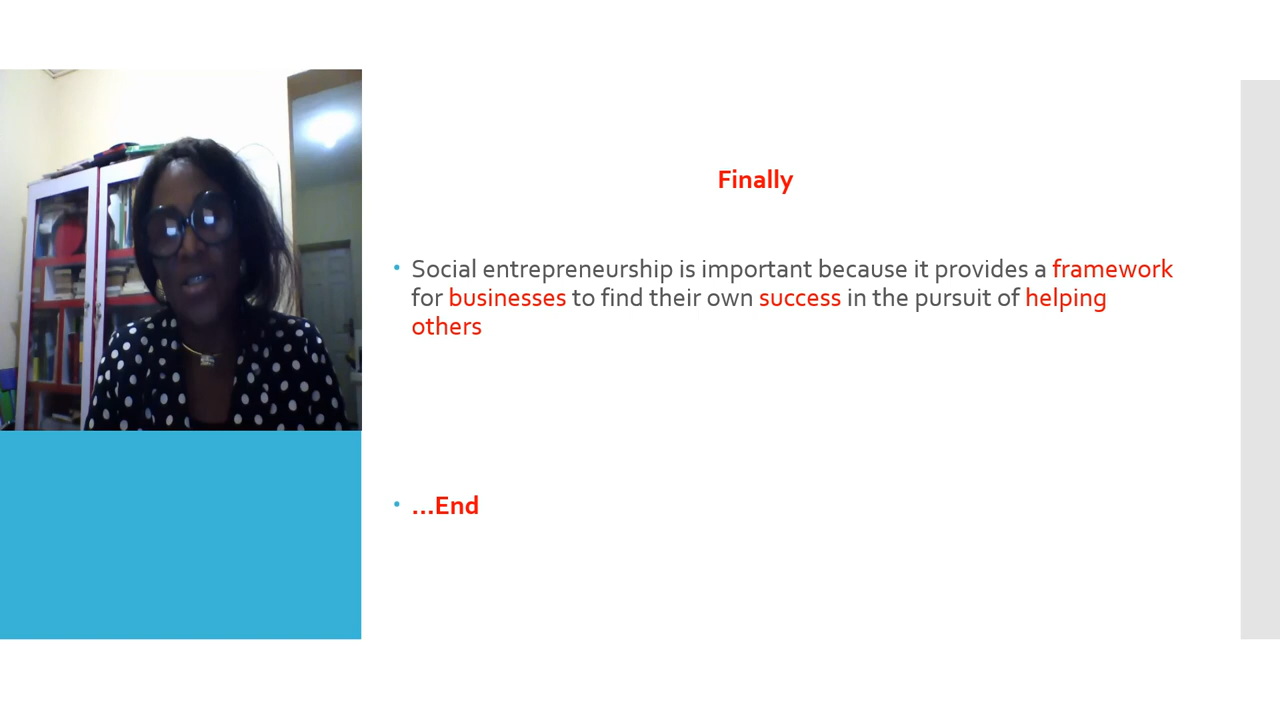 Finally
• Social entrepreneurship is important because it provides a framework
for businesses to find their own success in the pursuit of helping
others
• ...End